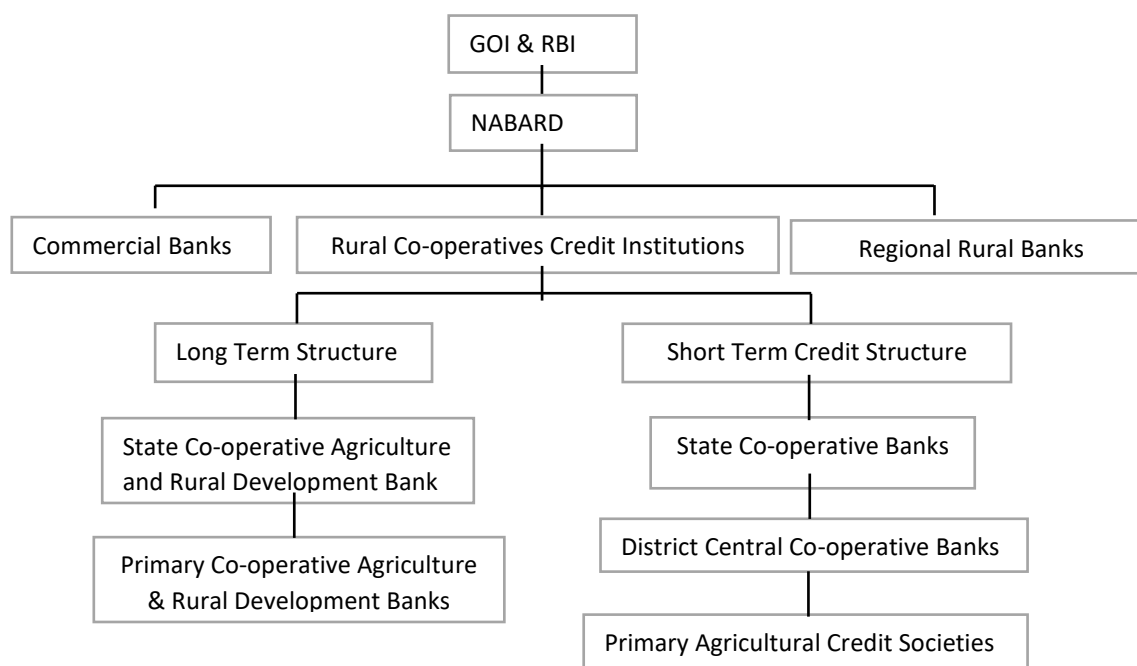 GOI & RBI
NABARD
Commercial Banks
Rural Co-operatives Credit Institutions
Regional Rural Banks
Long Term Structure
Short Term Credit Structure
State Co-operative Agriculture
and Rural Development Bank
State Co-operative Banks
District Central Co-operative Banks
Primary Co-operative Agriculture
& Rural Development Banks
Primary Agricultural Credit Societies